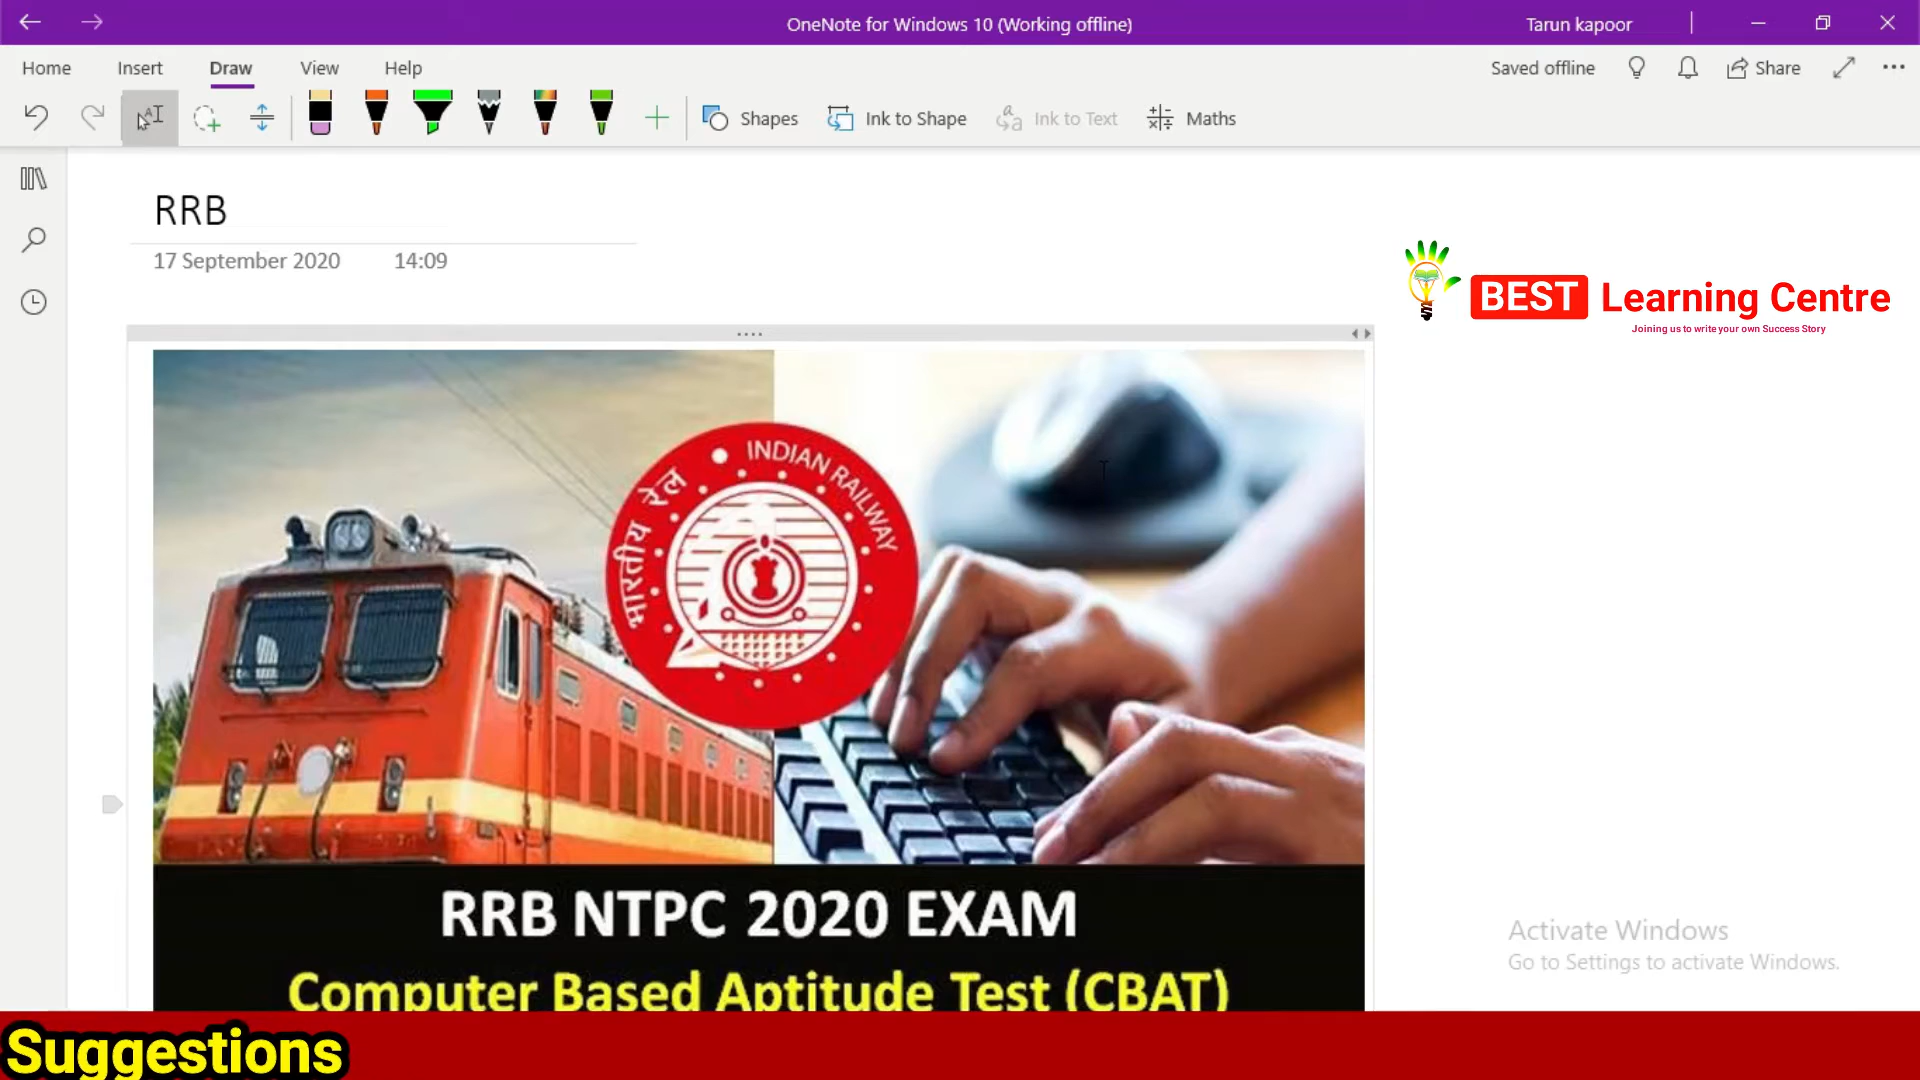 OneNote for Windows 10 (Working offline)
Tarun kapoor
Home Insert Draw View Help
Saved offline
Share
Shapes
Ink to Shape
Ink to Text
Maths
RRB
17 September 2020 14:09
BEST Learning Centre
Joining us to write your own Success Story
भारतीय रेल
INDIAN RAILWAY
RRB NTPC 2020 EXAM
Computer Based Aptitude Test (CBAT)
Activate Windows
Go to Settings to activate Windows.
Suggestions